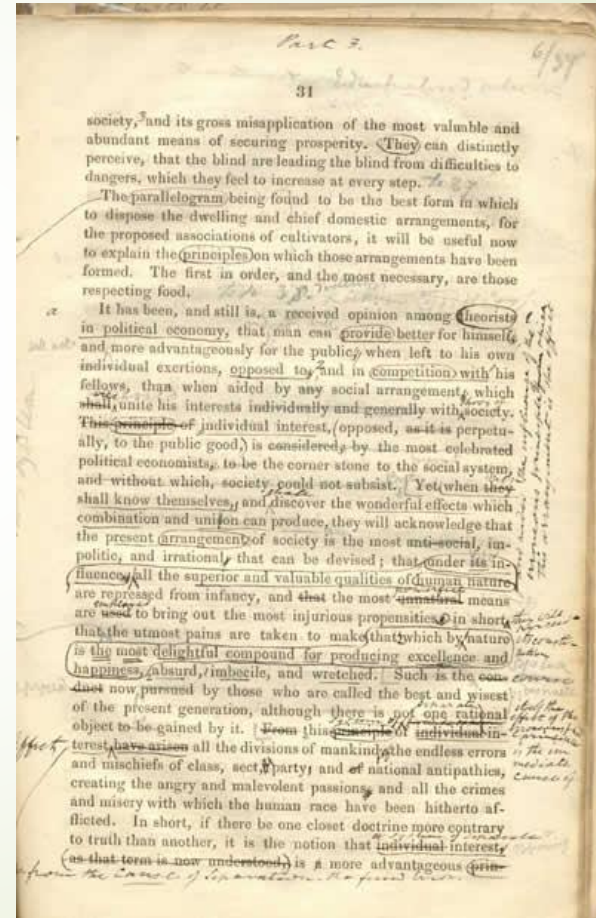 Part 3.
6/37
31
society, and its gross misapplication of the most valuable and
abundant means of securing prosperity. They can distinctly
perceive, that the blind are leading the blind from difficulties to
dangers, which they feel to increase at every step. to 37
The parallelogram being found to be the best form in which
to dispose the dwelling and chief domestic arrangements, for
the proposed associations of cultivators, it will be useful now
to explain the principles on which those arrangements have been
formed. The first in order, and the most necessary, are those
respecting food.
a
It has been, and still is, a received opinion among theorists
in political economy, that man can provide better for himself,
and more advantageously for the public, when left to his own
individual exertions, opposed to, and in competition with his
fellows, than when aided by any social arrangement, which
shall unite his interests individually and generally with society.
This principle of individual interest, (opposed, as it is perpetu-
ally, to the public good,) is considered, by the most celebrated
political economists, to be the corner stone to the social system,
and without which, society could not subsist. Yet when they
shall know themselves, and discover the wonderful effects which
combination and union can produce, they will acknowledge that
the present arrangement of society is the most anti-social, im-
politic, and irrational, that can be devised; that under its in-
fluence, all the superior and valuable qualities of human nature
are repressed from infancy, and that the most unnatural means
are used to bring out the most injurious propensities; in short,
that the utmost pains are taken to make that which by nature
is the most delightful compound for producing excellence and
happiness, absurd, imbecile, and wretched. Such is the con-
duct now pursued by those who are called the best and wisest
of the present generation, although there is not one rational
object to be gained by it. From this principle of individual in-
terest, have arisen all the divisions of mankind, the endless errors
and mischiefs of class, sect, party, and of national antipathies,
creating the angry and malevolent passions, and all the crimes
and misery with which the human race have been hitherto af-
flicted. In short, if there be one closet doctrine more contrary
to truth than another, it is the notion that individual interest,
(as that term is now understood,) is a more advantageous prin-
course
effect of the
is the im
mediate
cause of
from the cause of